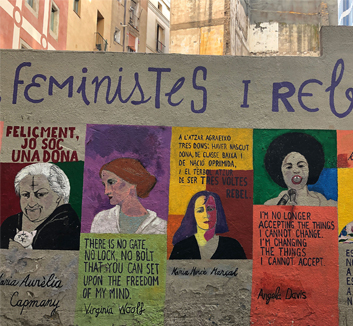 FEMINISTES I REB
FELIÇMENT,
JO SÓC
UNA DONA
Maria Aurèlia
Capmany
THERE IS NO GATE,
NO LOCK, NO BOLT
THAT YOU CAN SET
UPON THE FREEDOM
OF MY MIND.
Virginia Woolf
A L'ATZAR AGRAEIXO
TRES DONS: HAVER NASCUT
DONA, DE CLASSE BAIXA I
DE NACIÓ OPRIMIDA,
I EL TÈRBOL ATZUR
DE SER TRES VOLTES
REBEL.
Maria Mercè Marçal
I'M NO LONGER
ACCEPTING THE THINGS
I CANNOT CHANGE.
I'M CHANGING
THE THINGS
I CANNOT ACCEPT.
Angela Davis